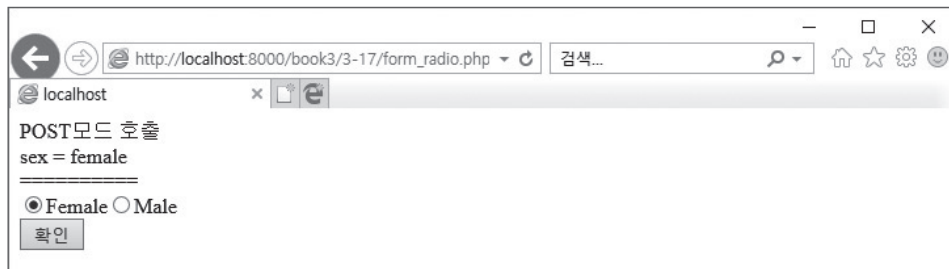 http://localhost:8000/book3/3-17/form_radio.php
검색...
localhost
POST모드 호출
sex = female
==========
Female Male
확인